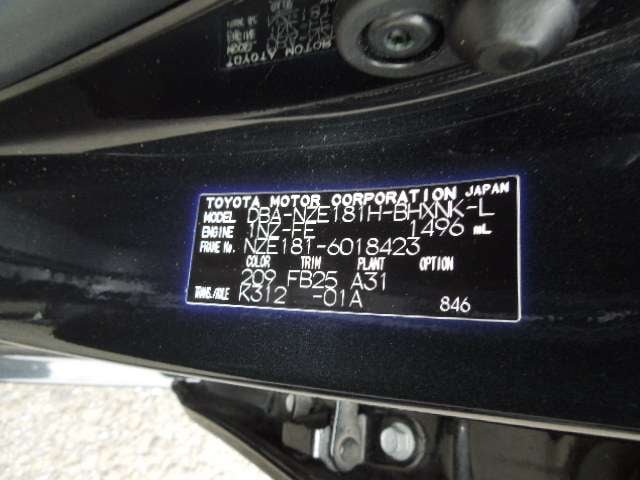 TOYOTA MOTOR CORPORATION JAPAN
MODEL DBA-NZE181H-BHXNK-L
ENGINE 1NZ-FE 1496 mL
FRAME No. NZE181-6018423
COLOR TRIM PLANT OPTION
209 FB25 A31
TRANS./AXLE K312 -01A 846